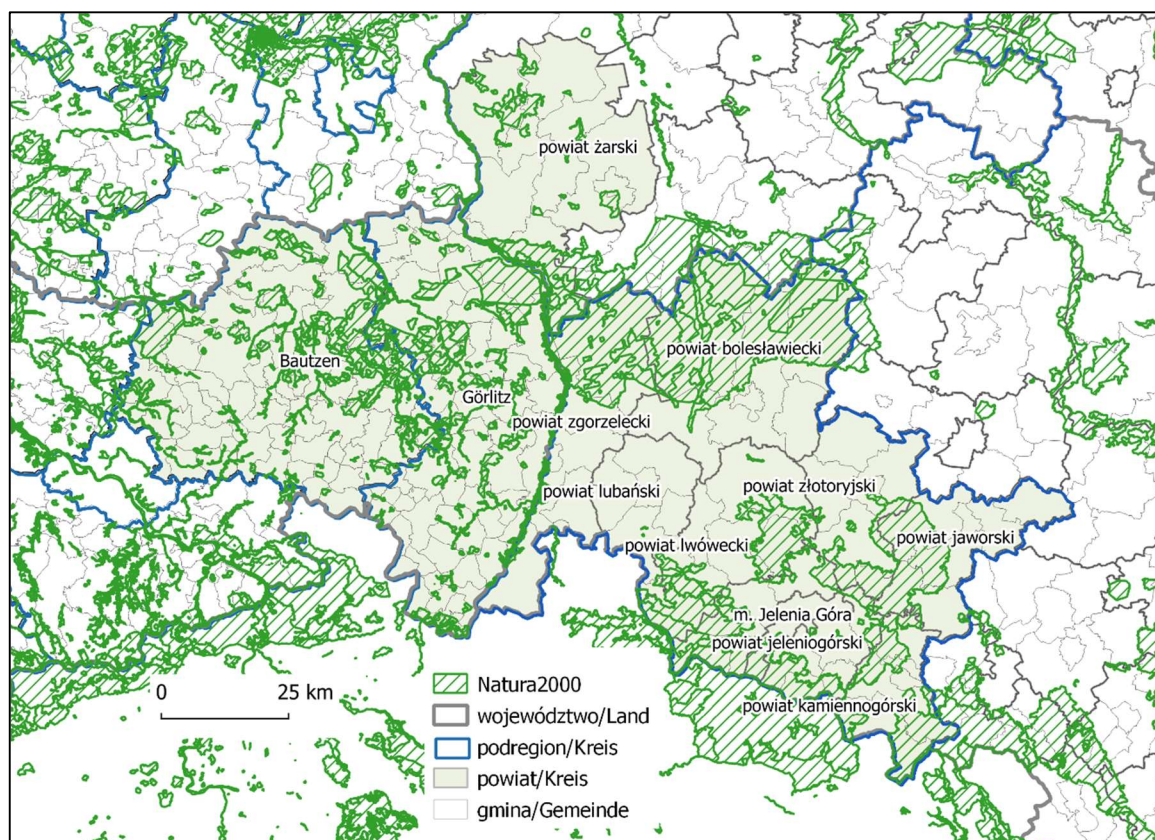 powiat żarski
powiat bolesławiecki
Bautzen
Görlitz
powiat zgorzelecki
powiat lubański
powiat złotoryjski
powiat lwówecki
powiat jaworski
m. Jelenia Góra
powiat jeleniogórski
powiat kamiennogórski
0 25 km
Natura2000
województwo/Land
podregion/Kreis
powiat/Kreis
gmina/Gemeinde